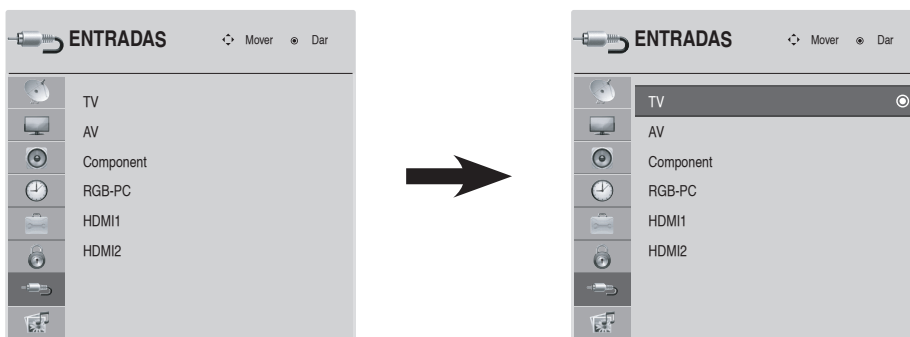 ENTRADAS Mover Dar
TV
AV
Component
RGB-PC
HDMI1
HDMI2
ENTRADAS Mover Dar
TV
AV
Component
RGB-PC
HDMI1
HDMI2